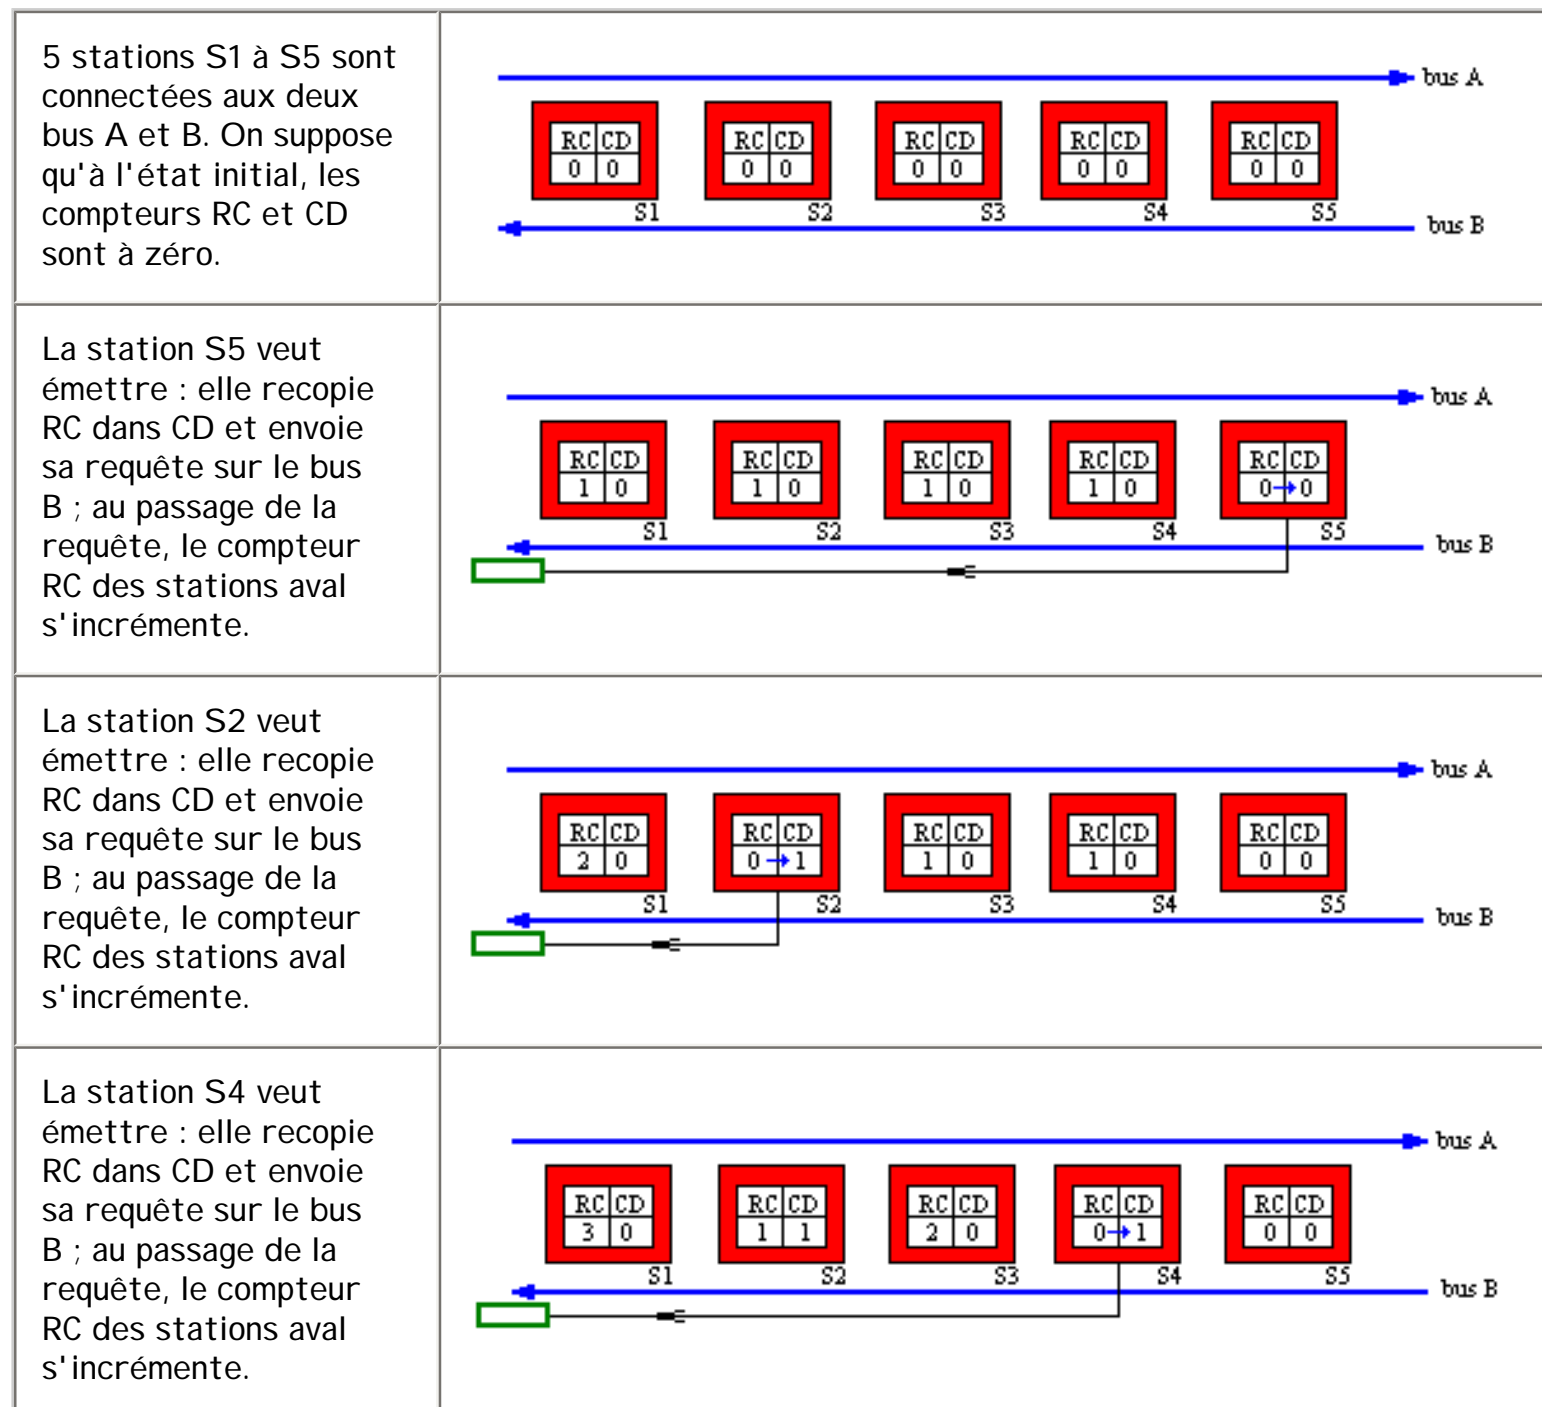 5 stations S1 à S5 sont
connectées aux deux
bus A et B. On suppose
qu'à l'état initial, les
compteurs RC et CD
sont à zéro.
bus A
RC CD RC CD RC CD RC CD RC CD
0 0 0 0 0 0 0 0 0 0
S1 S2 S3 S4 S5
bus B
La station S5 veut
émettre : elle recopie
RC dans CD et envoie
sa requête sur le bus
B ; au passage de la
requête, le compteur
RC des stations aval
s'incrémente.
bus A
RC CD RC CD RC CD RC CD RC CD
1 0 1 0 1 0 1 0 0 0
S1 S2 S3 S4 S5
bus B
La station S2 veut
émettre : elle recopie
RC dans CD et envoie
sa requête sur le bus
B ; au passage de la
requête, le compteur
RC des stations aval
s'incrémente.
bus A
RC CD RC CD RC CD RC CD RC CD
2 0 0 1 1 0 1 0 0 0
S1 S2 S3 S4 S5
bus B
La station S4 veut
émettre : elle recopie
RC dans CD et envoie
sa requête sur le bus
B ; au passage de la
requête, le compteur
RC des stations aval
s'incrémente.
bus A
RC CD RC CD RC CD RC CD RC CD
3 0 1 1 2 0 0 1 0 0
S1 S2 S3 S4 S5
bus B